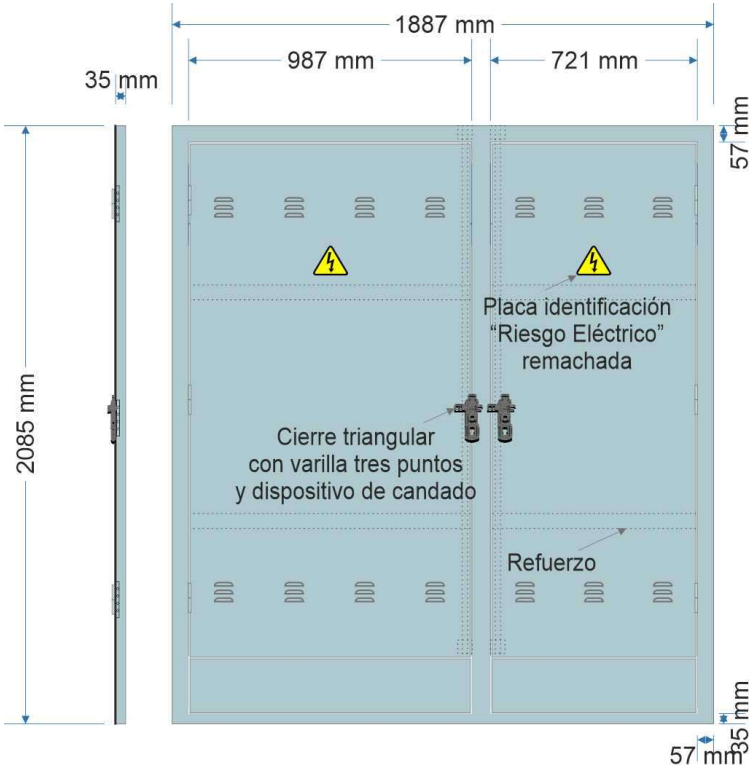 1887 mm
987 mm
721 mm
35 mm
57 mm
Placa identificación
“Riesgo Eléctrico”
remachada
2085 mm
Cierre triangular
con varilla tres puntos
y dispositivo de candado
Refuerzo
35 mm
57 mm